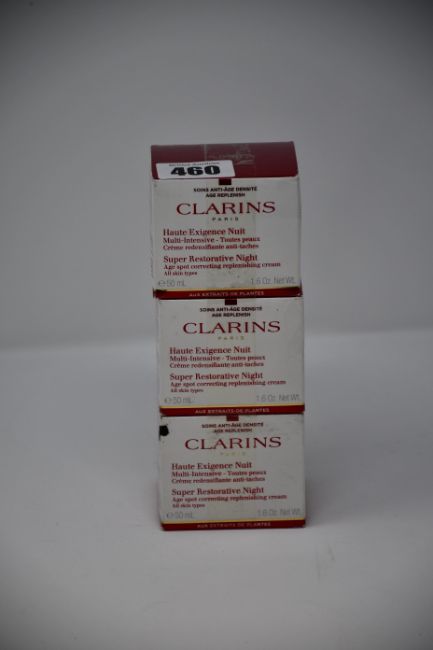 460
SOINS ANTI-ÂGE DENSITÉ
AGE REPLENISH
CLARINS
PARIS
Haute Exigence Nuit
Multi-Intensive - Toutes peaux
Crème redensifiante anti-taches
Super Restorative Night
Age spot correcting replenishing cream
All skin types
℮50 mL 1.6 Oz. Net Wt.
AUX EXTRAITS DE PLANTES
SOINS ANTI-ÂGE DENSITÉ
AGE REPLENISH
CLARINS
PARIS
Haute Exigence Nuit
Multi-Intensive - Toutes peaux
Crème redensifiante anti-taches
Super Restorative Night
Age spot correcting replenishing cream
All skin types
℮50 mL 1.6 Oz. Net Wt.
AUX EXTRAITS DE PLANTES
SOINS ANTI-ÂGE DENSITÉ
AGE REPLENISH
CLARINS
PARIS
Haute Exigence Nuit
Multi-Intensive - Toutes peaux
Crème redensifiante anti-taches
Super Restorative Night
Age spot correcting replenishing cream
All skin types
℮50 mL 1.6 Oz. Net Wt.
AUX EXTRAITS DE PLANTES